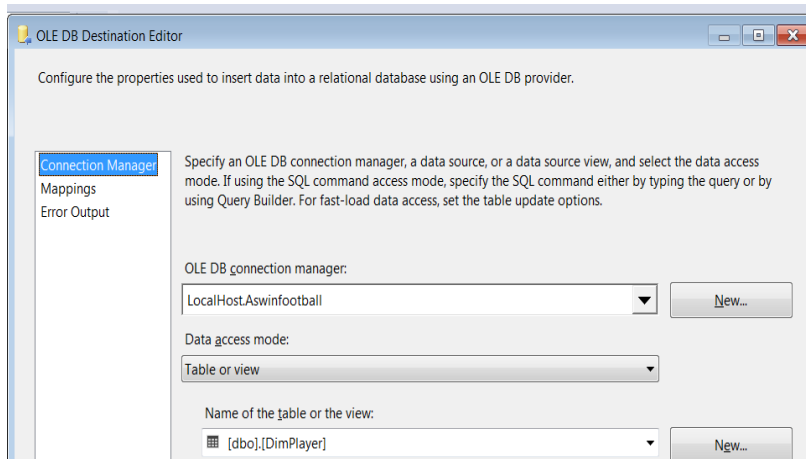 OLE DB Destination Editor
Configure the properties used to insert data into a relational database using an OLE DB provider.
Connection Manager
Mappings
Error Output
Specify an OLE DB connection manager, a data source, or a data source view, and select the data access
mode. If using the SQL command access mode, specify the SQL command either by typing the query or by
using Query Builder. For fast-load data access, set the table update options.
OLE DB connection manager:
LocalHost.Aswinfootball
New...
Data access mode:
Table or view
Name of the table or the view:
[dbo].[DimPlayer]
New...